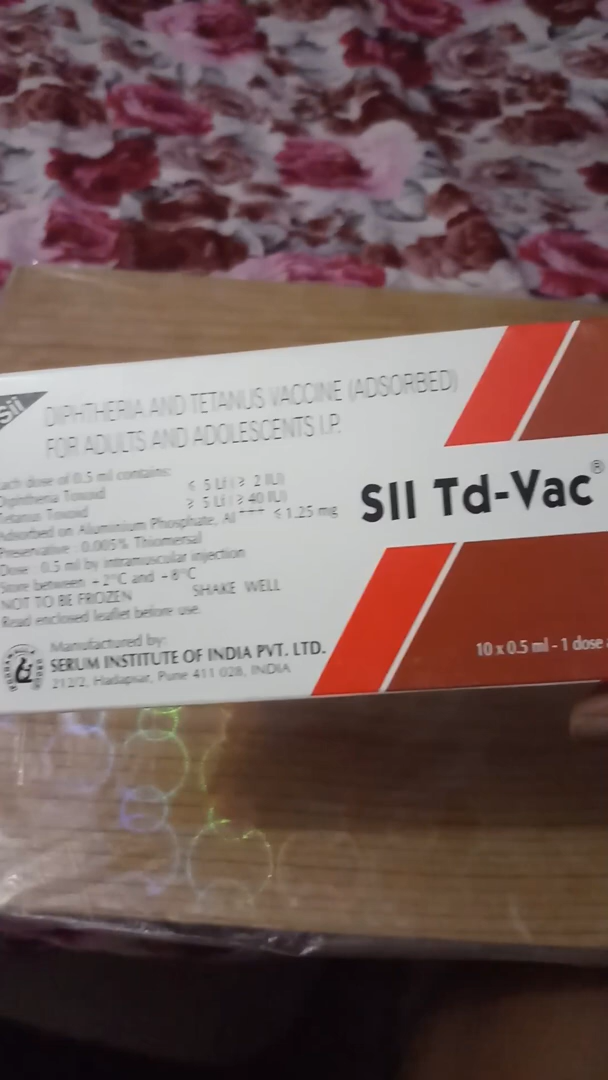 sii
DIPHTHERIA AND TETANUS VACCINE (ADSORBED)
FOR ADULTS AND ADOLESCENTS I.P.
Each dose of 0.5 ml contains:
Diphtheria Toxoid ≤ 5 Lf (≥ 2 IU)
Tetanus Toxoid ≥ 5 Lf (≥ 40 IU)
Adsorbed on Aluminium Phosphate, Al+++ ≤ 1.25 mg
Preservative : 0.005% Thiomersal
Dose : 0.5 ml by intramuscular injection
Store between +2°C and +8°C
NOT TO BE FROZEN SHAKE WELL
Read enclosed leaflet before use.
Manufactured by:
SERUM INSTITUTE OF INDIA PVT. LTD.
212/2, Hadapsar, Pune 411 028, INDIA
SII Td-Vac®
10 x 0.5 ml - 1 dose